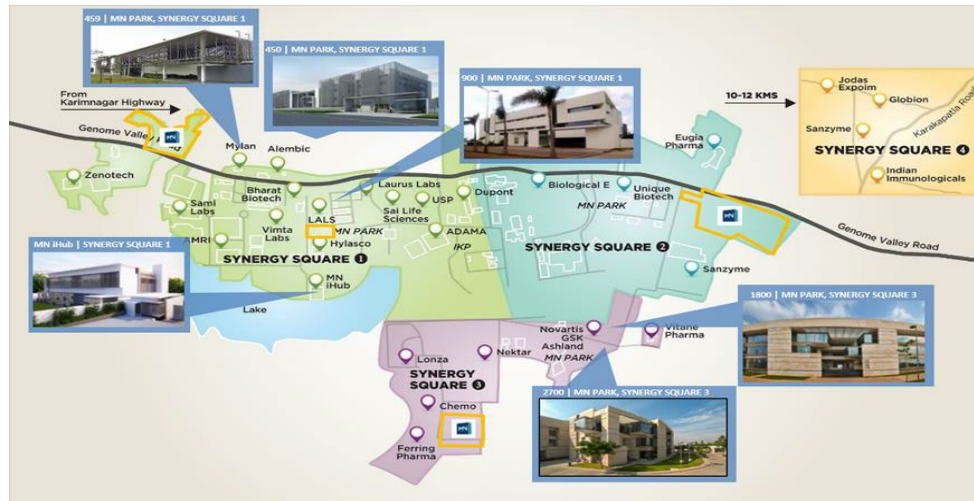 459 | MN PARK, SYNERGY SQUARE 1
450 | MN PARK, SYNERGY SQUARE 1
900 | MN PARK, SYNERGY SQUARE 1
10-12 KMS
Jodas
Expoim
Globion
Karakapatla Road
Sanzyme
SYNERGY SQUARE 4
Indian
Immunologicals
From
Karimnagar Highway
Genome Valley
MN
Zenotech
Mylan
Alembic
Eugia
Pharma
Sami
Labs
Bharat
Biotech
LALS
Laurus Labs
USP
Sai Life
Sciences
Dupont
Biological E
MN PARK
Unique
Biotech
MN
Vimta
Labs
MN PARK
ADAMA
IKP
AMRI
Hylasco
SYNERGY SQUARE 1
SYNERGY SQUARE 2
Genome Valley Road
Sanzyme
MN iHub | SYNERGY SQUARE 1
MN
iHub
Lake
1800 | MN PARK, SYNERGY SQUARE 3
Novartis
GSK
Ashland
MN PARK
Vitane
Pharma
Lonza
Nektar
SYNERGY
SQUARE 3
2700 | MN PARK, SYNERGY SQUARE 3
Chemo
MN
Ferring
Pharma